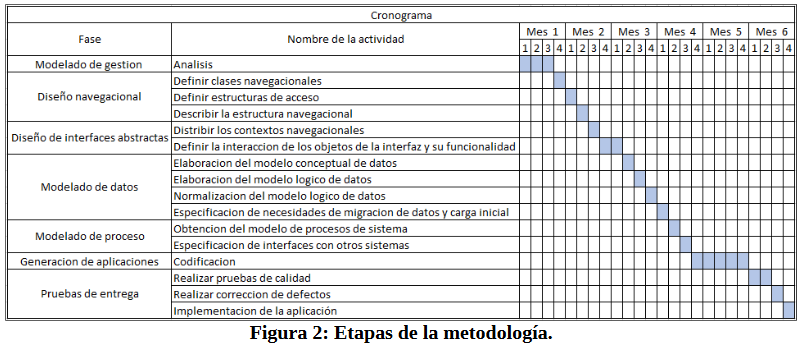 Cronograma
Fase Nombre de la actividad Mes 1 Mes 2 Mes 3 Mes 4 Mes 5 Mes 6
1 2 3 4 1 2 3 4 1 2 3 4 1 2 3 4 1 2 3 4 1 2 3 4
Modelado de gestion Analisis
Diseño navegacional Definir clases navegacionales
Definir estructuras de acceso
Describir la estructura navegacional
Diseño de interfaces abstractas Distribir los contextos navegacionales
Definir la interaccion de los objetos de la interfaz y su funcionalidad
Modelado de datos Elaboracion del modelo conceptual de datos
Elaboracion del modelo logico de datos
Normalizacion del modelo logico de datos
Especificacion de necesidades de migracion de datos y carga inicial
Modelado de proceso Obtencion del modelo de procesos de sistema
Especificacion de interfaces con otros sistemas
Generacion de aplicaciones Codificacion
Pruebas de entrega Realizar pruebas de calidad
Realizar correccion de defectos
Implementacion de la aplicación
Figura 2: Etapas de la metodología.